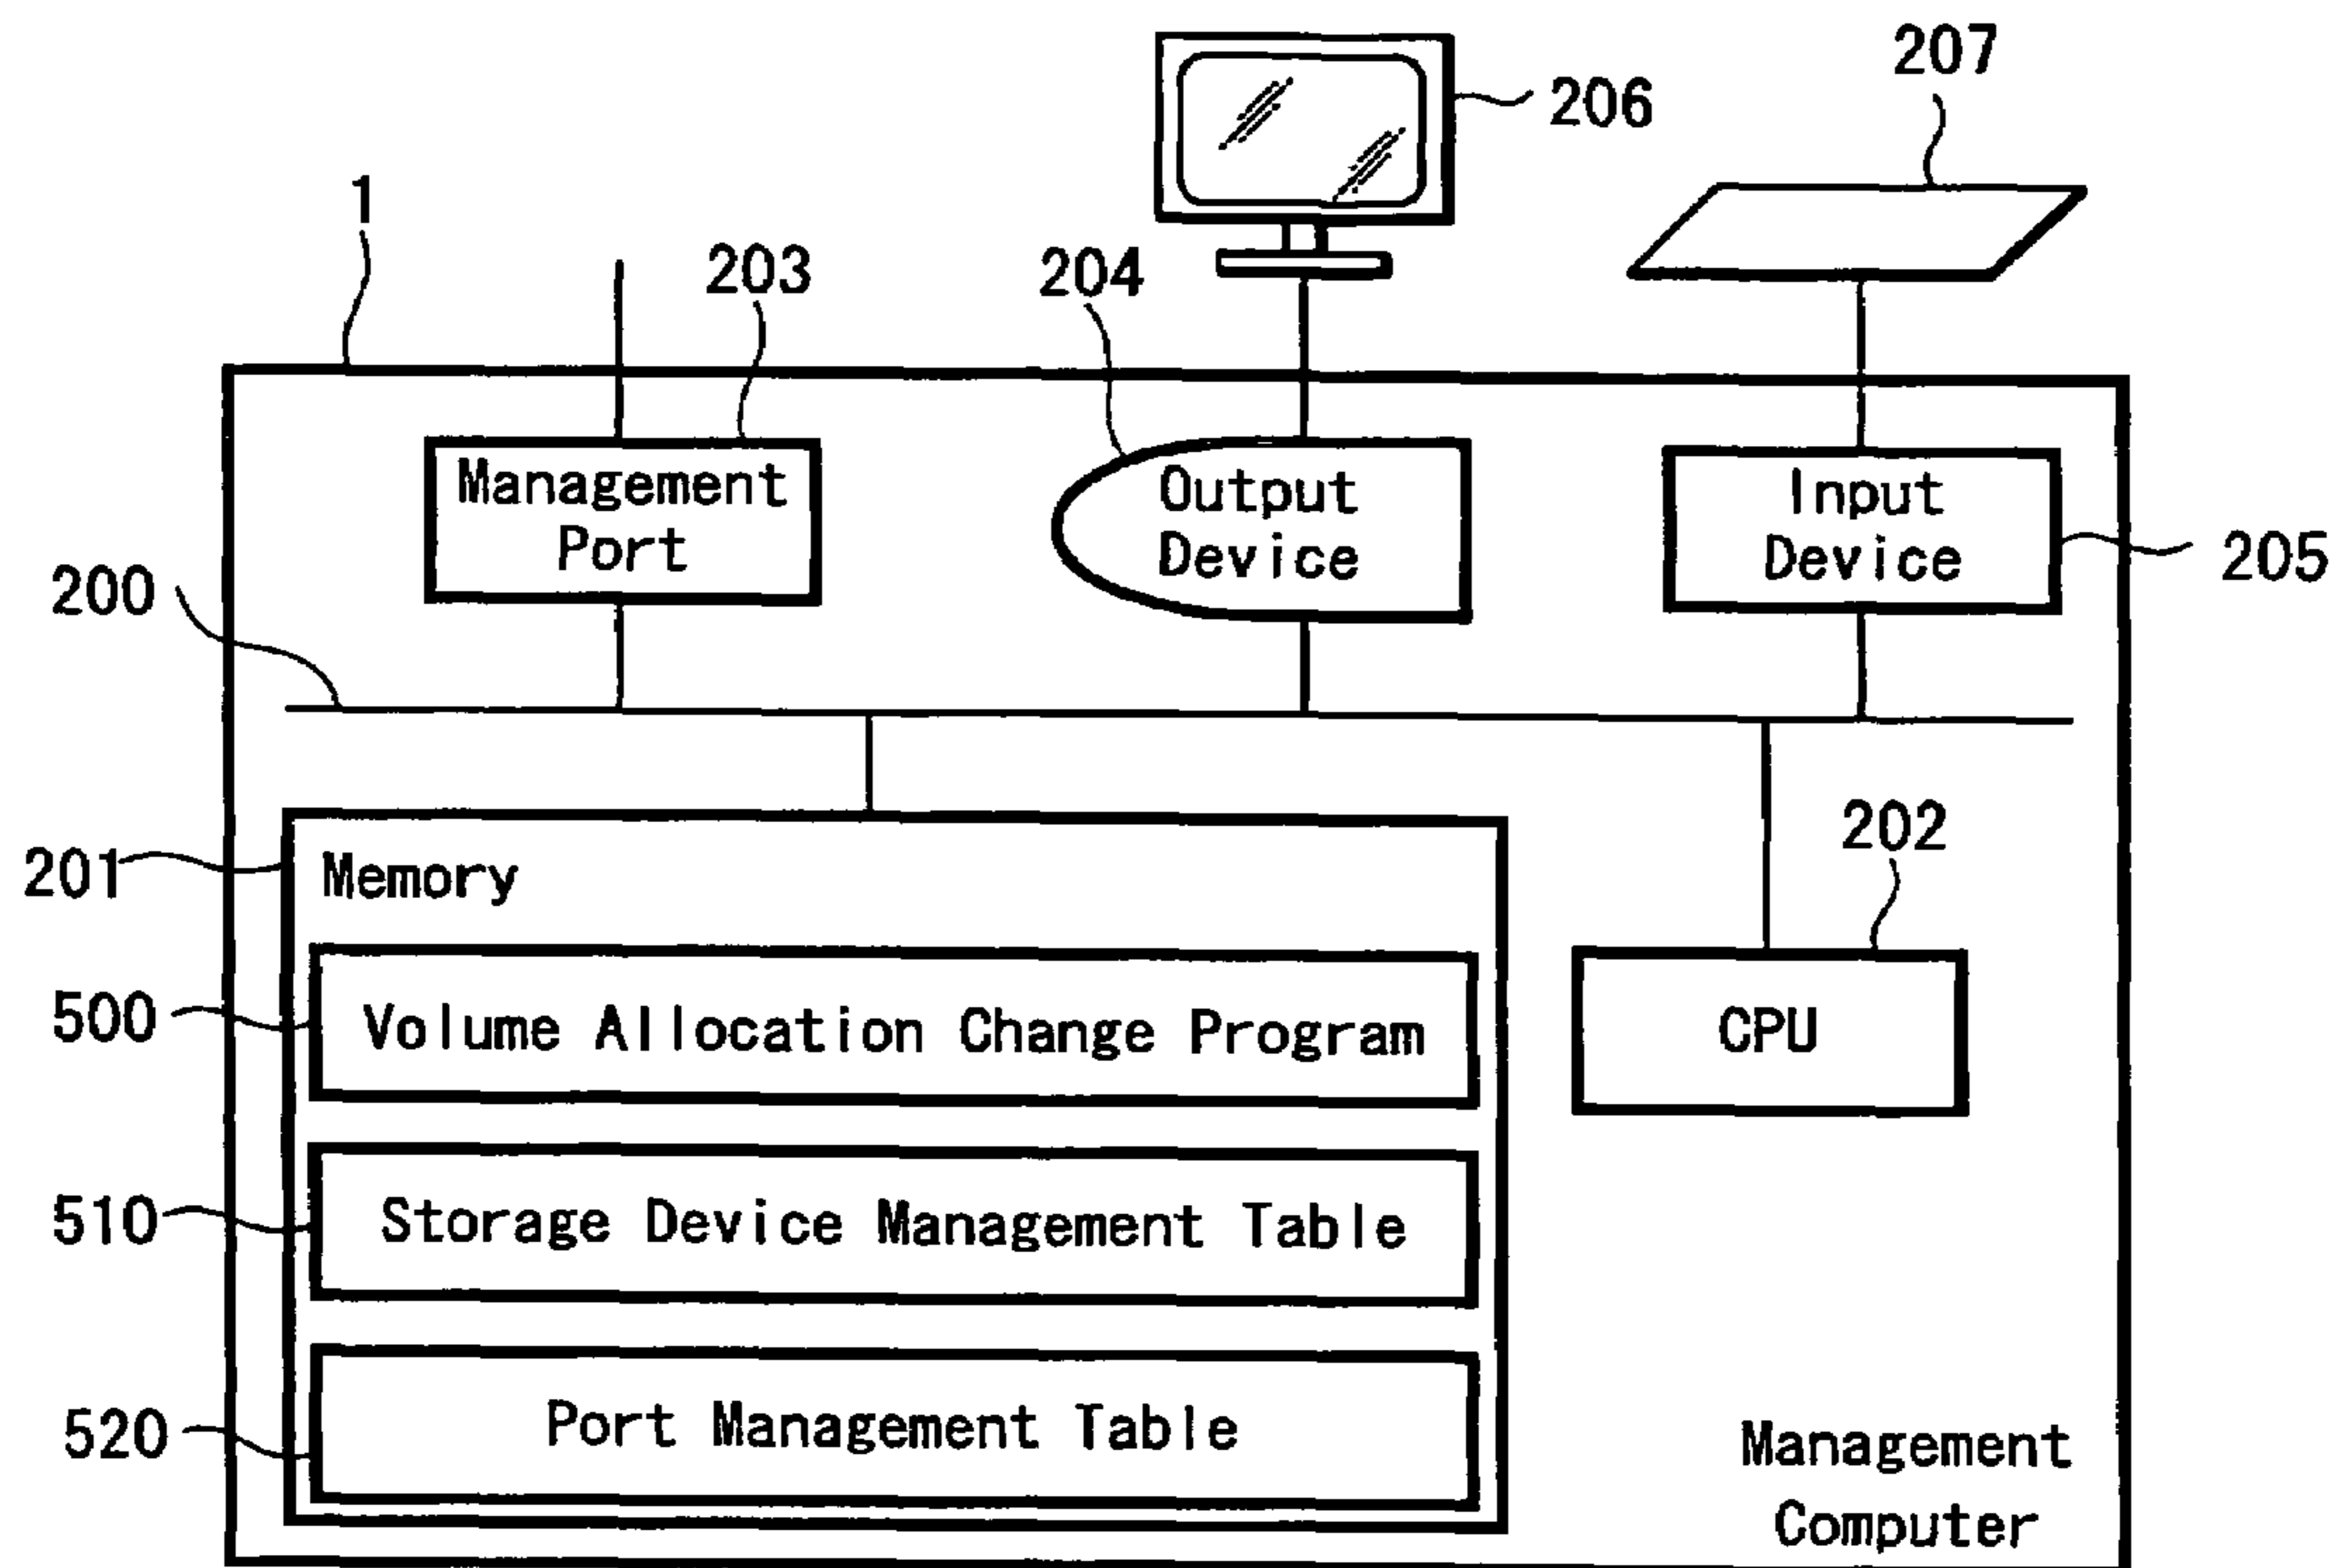 207
206
1
203
204
Management
Port
Output
Device
Input
Device
205
200
202
201
Memory
500
Volume Allocation Change Program
CPU
510
Storage Device Management Table
520
Port Management Table
Management
Computer